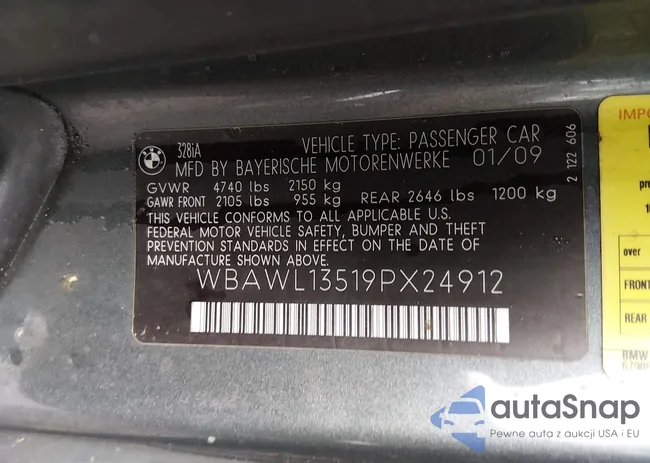 328iA
VEHICLE TYPE: PASSENGER CAR
MFD BY BAYERISCHE MOTORENWERKE 01/09
GVWR 4740 lbs 2150 kg
GAWR FRONT 2105 lbs 955 kg REAR 2646 lbs 1200 kg
THIS VEHICLE CONFORMS TO ALL APPLICABLE U.S.
FEDERAL MOTOR VEHICLE SAFETY, BUMPER AND THEFT
PREVENTION STANDARDS IN EFFECT ON THE DATE OF
MANUFACTURE SHOWN ABOVE.
WBAWL13519PX24912
2 122 606
over
FRONT
REAR
BMW
autaSnap
Pewne auta z aukcji USA i EU